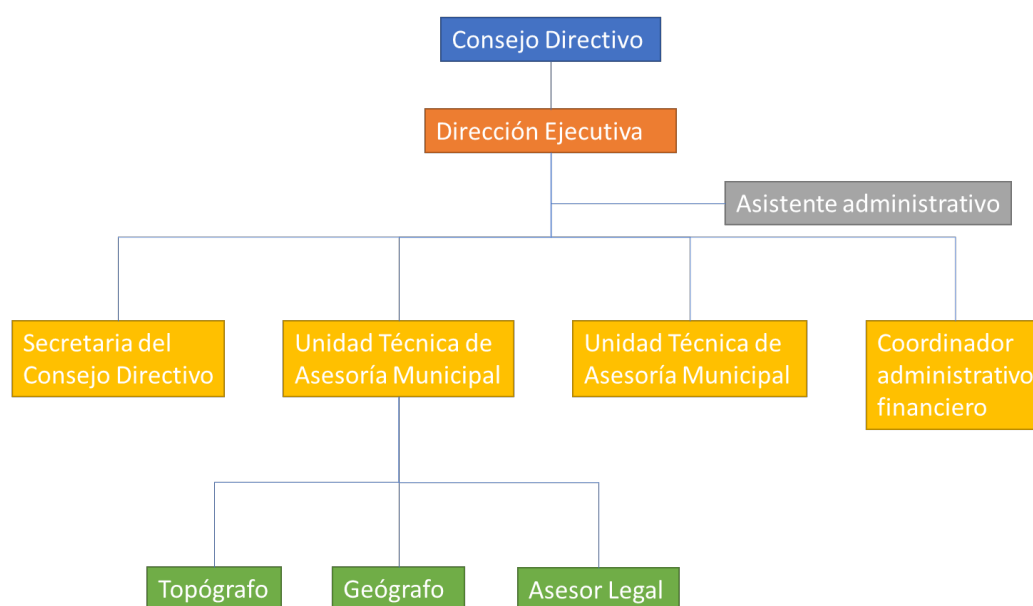 Consejo Directivo
Dirección Ejecutiva
Asistente administrativo
Secretaria del
Consejo Directivo
Unidad Técnica de
Asesoría Municipal
Unidad Técnica de
Asesoría Municipal
Coordinador
administrativo
financiero
Topógrafo
Geógrafo
Asesor Legal